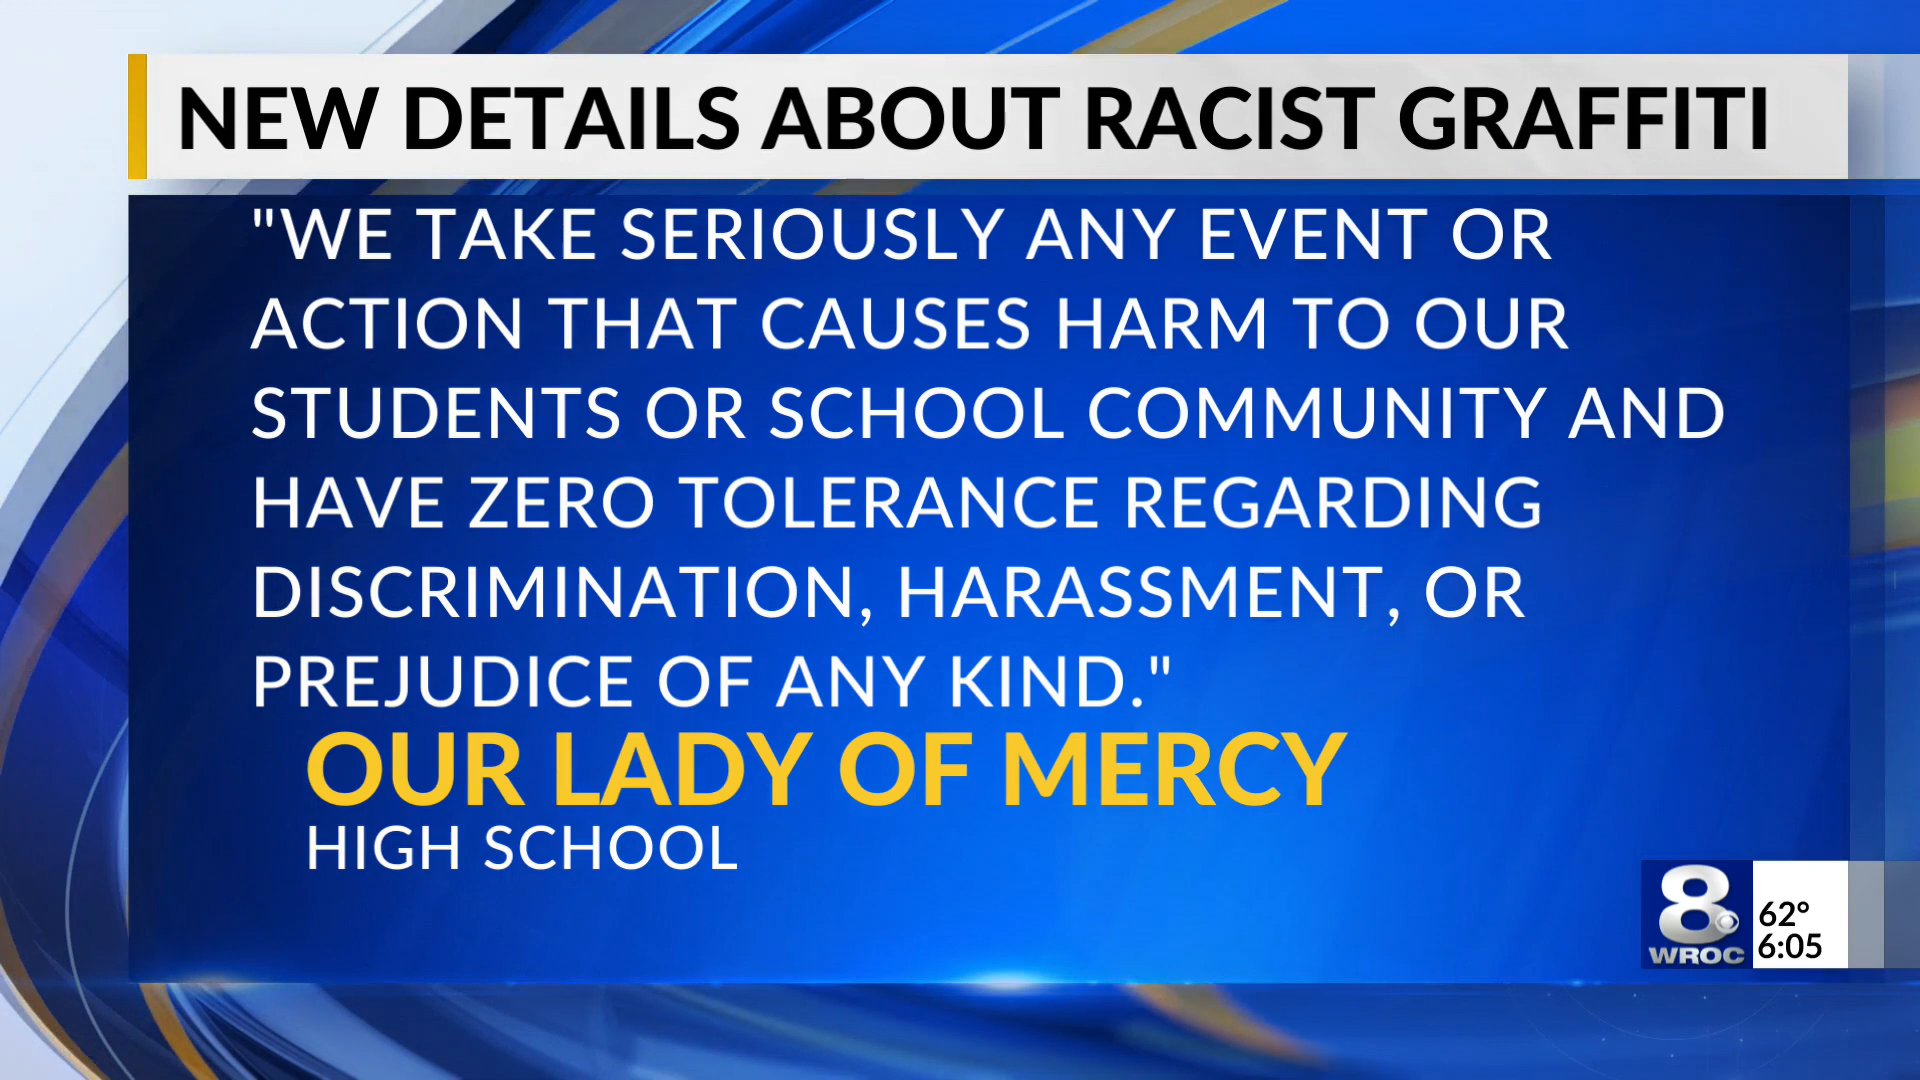 NEW DETAILS ABOUT RACIST GRAFFITI
"WE TAKE SERIOUSLY ANY EVENT OR
ACTION THAT CAUSES HARM TO OUR
STUDENTS OR SCHOOL COMMUNITY AND
HAVE ZERO TOLERANCE REGARDING
DISCRIMINATION, HARASSMENT, OR
PREJUDICE OF ANY KIND."
OUR LADY OF MERCY
HIGH SCHOOL
8
WROC
62°
6:05